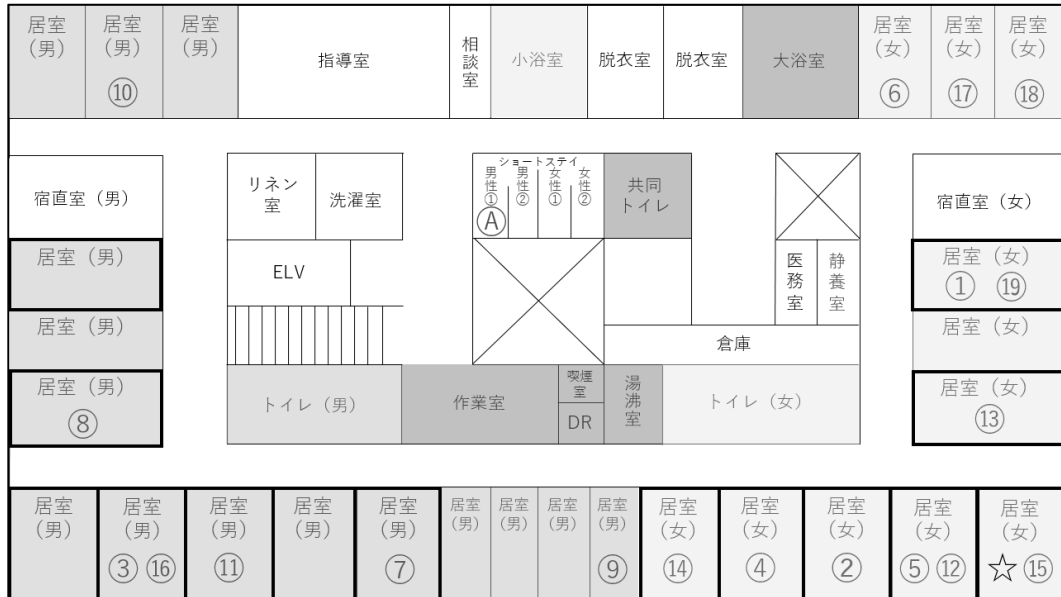 居室
(男)
居室
(男)
⑩
居室
(男)
指導室
相談室
小浴室
脱衣室
脱衣室
大浴室
居室
(女)
⑥
居室
(女)
⑰
居室
(女)
⑱
宿直室(男)
リネン
室
洗濯室
ショートステイ
男性①
Ⓐ
男性②
女性①
女性②
共同
トイレ
宿直室(女)
居室(男)
ELV
医務室
静養室
居室(女)
① ⑲
居室(男)
倉庫
居室(女)
居室(男)
⑧
トイレ(男)
作業室
喫煙
室
DR
湯沸室
トイレ(女)
居室(女)
⑬
居室
(男)
居室
(男)
③ ⑯
居室
(男)
⑪
居室
(男)
居室
(男)
⑦
居室
(男)
居室
(男)
居室
(男)
居室
(男)
⑨
居室
(女)
⑭
居室
(女)
④
居室
(女)
②
居室
(女)
⑤ ⑫
居室
(女)
☆ ⑮